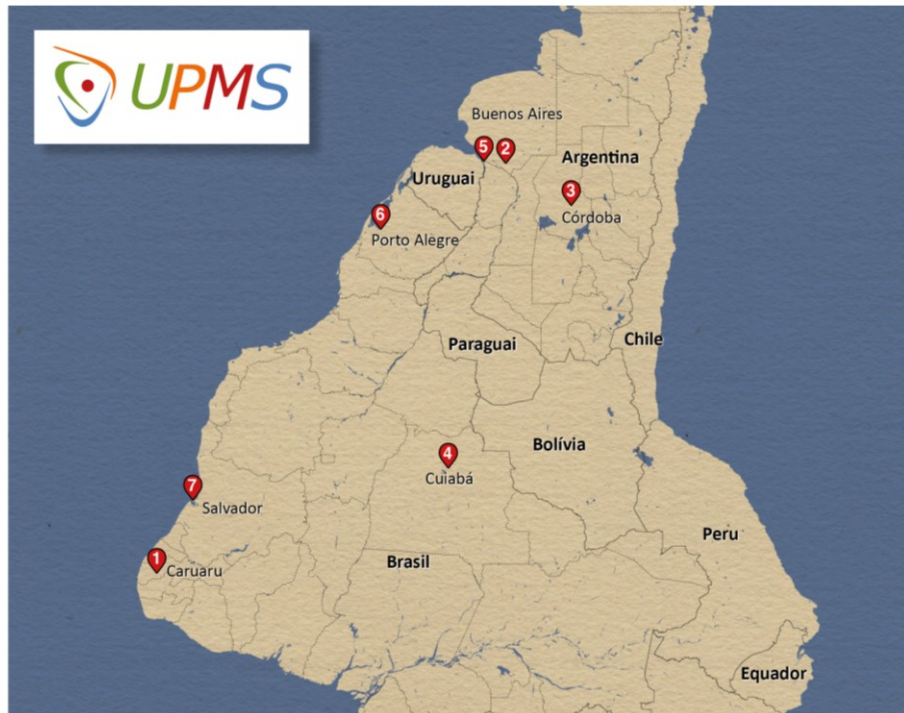 UPMS
Buenos Aires
5
2
Argentina
Uruguai
3
Córdoba
6
Porto Alegre
Chile
Paraguai
Bolívia
4
Cuiabá
7
Salvador
Peru
1
Caruaru
Brasil
Equador